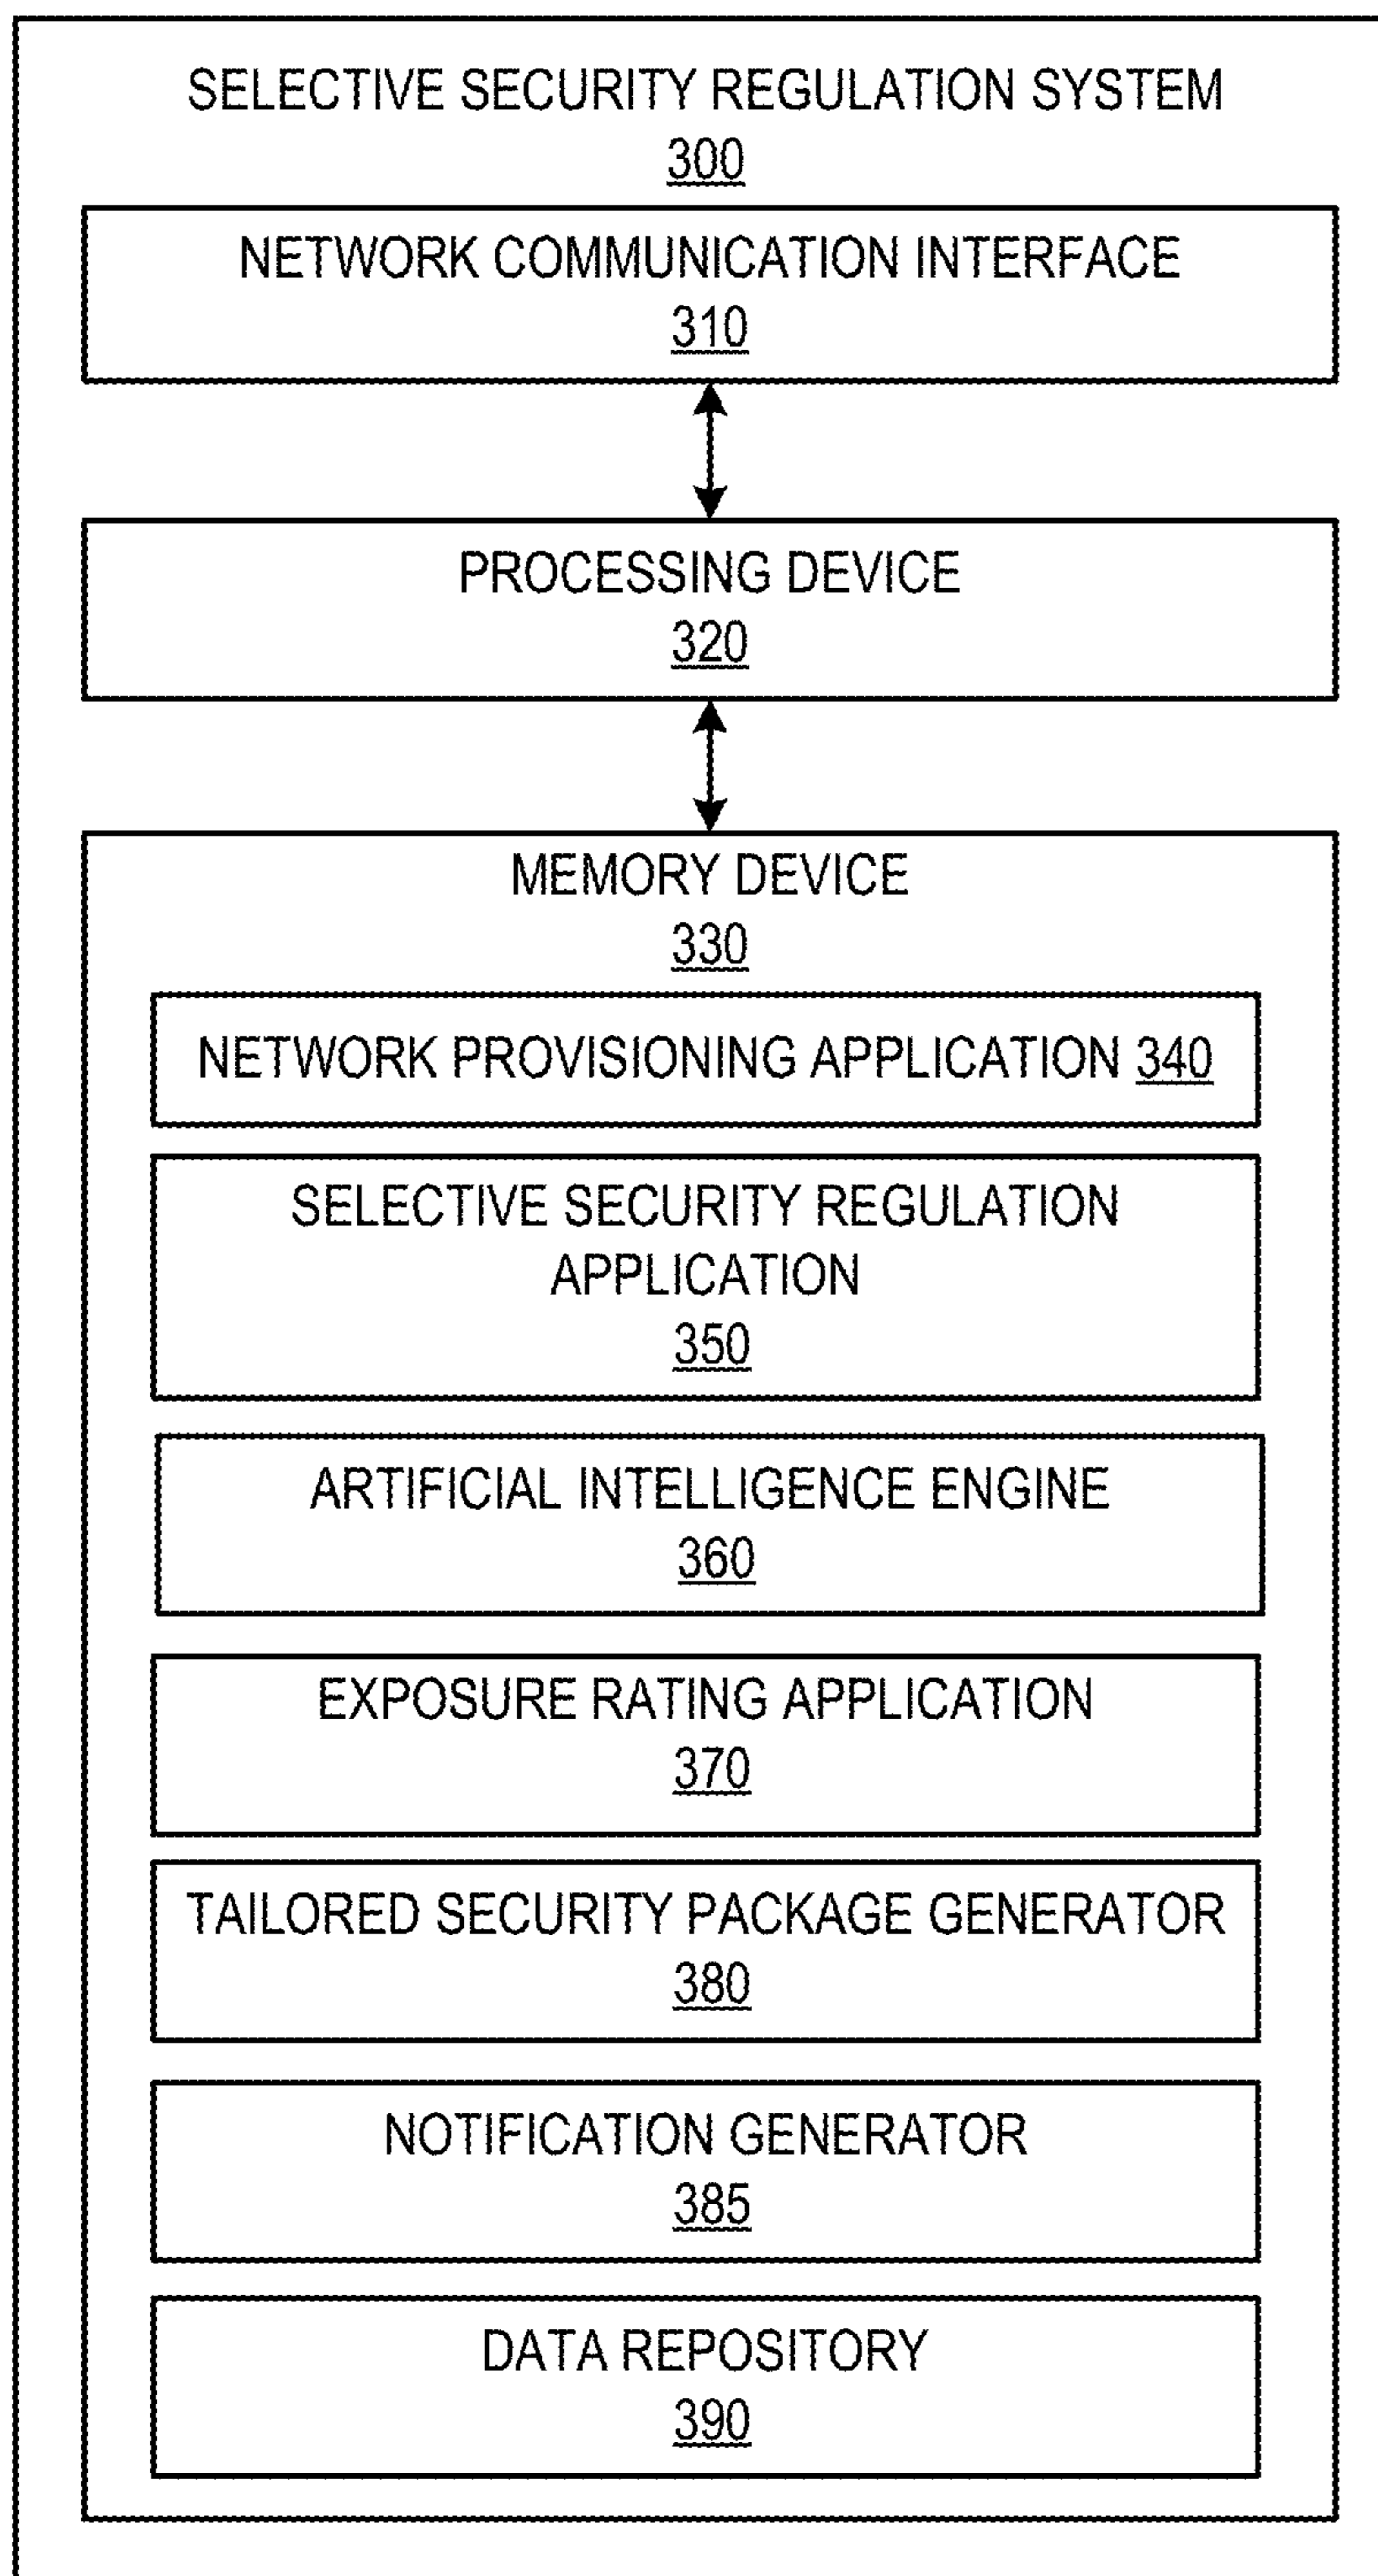 SELECTIVE SECURITY REGULATION SYSTEM
300
NETWORK COMMUNICATION INTERFACE
310
PROCESSING DEVICE
320
MEMORY DEVICE
330
NETWORK PROVISIONING APPLICATION 340
SELECTIVE SECURITY REGULATION
APPLICATION
350
ARTIFICIAL INTELLIGENCE ENGINE
360
EXPOSURE RATING APPLICATION
370
TAILORED SECURITY PACKAGE GENERATOR
380
NOTIFICATION GENERATOR
385
DATA REPOSITORY
390